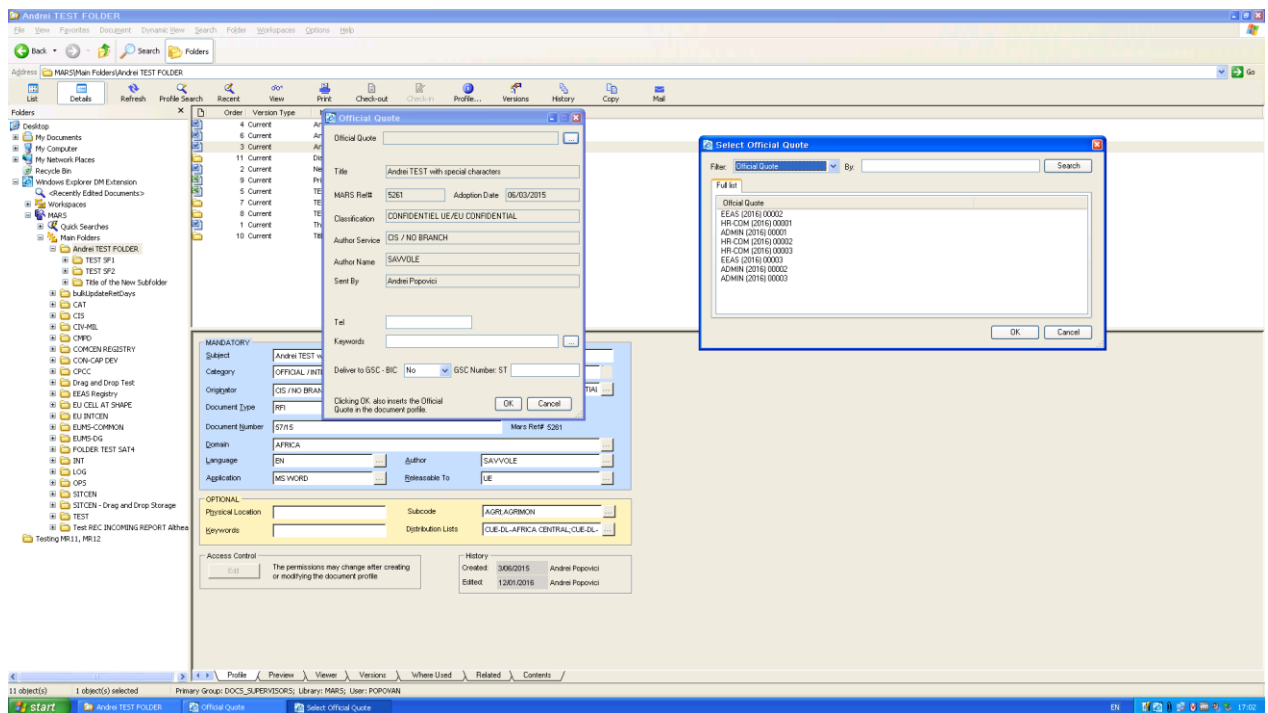 Andrei TEST FOLDER
File View Favorites Document Dynamic View Search Folder Workspaces Options Help
Back Search Folders
Address MARS\Main Folders\Andrei TEST FOLDER Go
List Details Refresh Profile Search Recent View Print Check-out Check-in Profile... Versions History Copy Mail
Folders
Desktop
My Documents
My Computer
My Network Places
Recycle Bin
Windows Explorer DM Extension
<Recently Edited Documents>
Workspaces
MARS
Quick Searches
Main Folders
Andrei TEST FOLDER
TEST SF1
TEST SF2
Title of the New Subfolder
bulkUpdateRetDays
CAT
CIS
CIV-MIL
CMPD
COMCEN REGISTRY
CON-CAP DEV
CPCC
Drag and Drop Test
EEAS Registry
EU CELL AT SHAPE
EU INTCEN
EUMS-COMMON
EUMS-DG
FOLDER TEST SAT4
INT
LOG
OPS
SITCEN
SITCEN - Drag and Drop Storage
TEST
Test REC INCOMING REPORT Althea
Testing MR11, MR12
Order Version Type
4 Current An
6 Current An
3 Current An
11 Current Dis
2 Current Ne
9 Current Pri
5 Current TE
7 Current TE
8 Current TE
1 Current Th
10 Current Titl
Official Quote
Official Quote ...
Title Andrei TEST with special characters
MARS Ref# 5261 Adoption Date 06/03/2015
Classification CONFIDENTIEL UE/EU CONFIDENTIAL
Author Service CIS / NO BRANCH
Author Name SAVVOLE
Sent By Andrei Popovici
Tel
Keywords ...
Deliver to GSC - BIC No GSC Number: ST
Clicking OK also inserts the Official
Quote in the document porfile.
OK Cancel
Select Official Quote
Filter: Official Quote By: Search
Full list
Official Quote
EEAS (2016) 00002
HR-COM (2016) 00001
ADMIN (2016) 00001
HR-COM (2016) 00002
HR-COM (2016) 00003
EEAS (2016) 00003
ADMIN (2016) 00002
ADMIN (2016) 00003
OK Cancel
MANDATORY
Subject Andrei TEST
Category OFFICIAL / INT
Originator CIS / NO BRAN TIAL ...
Document Type RFI
Document Number 57/15 Mars Ref# 5261
Domain AFRICA ...
Language EN ... Author SAVVOLE ...
Application MS WORD ... Releasable To UE ...
OPTIONAL
Physical Location Subcode AGRI;AGRIMON ...
Keywords Distribution Lists CUE-DL-AFRICA CENTRAL;CUE-DL- ...
Access Control
Edit The permissions may change after creating
or modifying the document profile
History
Created: 3/06/2015 Andrei Popovici
Edited: 12/01/2016 Andrei Popovici
Profile Preview Viewer Versions Where Used Related Contents
11 object(s) 1 object(s) selected Primary Group: DOCS_SUPERVISORS; Library: MARS; User: POPOVAN
start Andrei TEST FOLDER Official Quote Select Official Quote EN 17:02